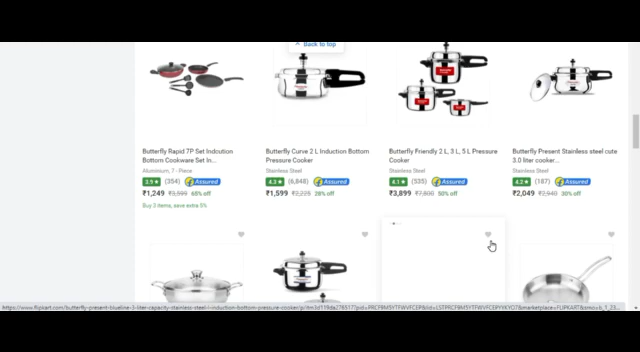 Back to top
Butterfly Rapid 7P Set Indcution Bottom Cookware Set In...
Aluminium, 7 - Piece
3.9★ (354) Assured
₹1,249 ₹3,599 65% off
Buy 3 items, save extra 5%
Butterfly Curve 2 L Induction Bottom Pressure Cooker
Stainless Steel
4.3★ (6,848) Assured
₹1,599 ₹2,225 28% off
Butterfly Friendly 2 L, 3 L, 5 L Pressure Cooker
Stainless Steel
4.1★ (535) Assured
₹3,899 ₹7,800 50% off
Butterfly Present Stainless steel cute 3.0 liter cooker...
4.2★ (187) Assured
₹2,049 ₹2,940 30% off